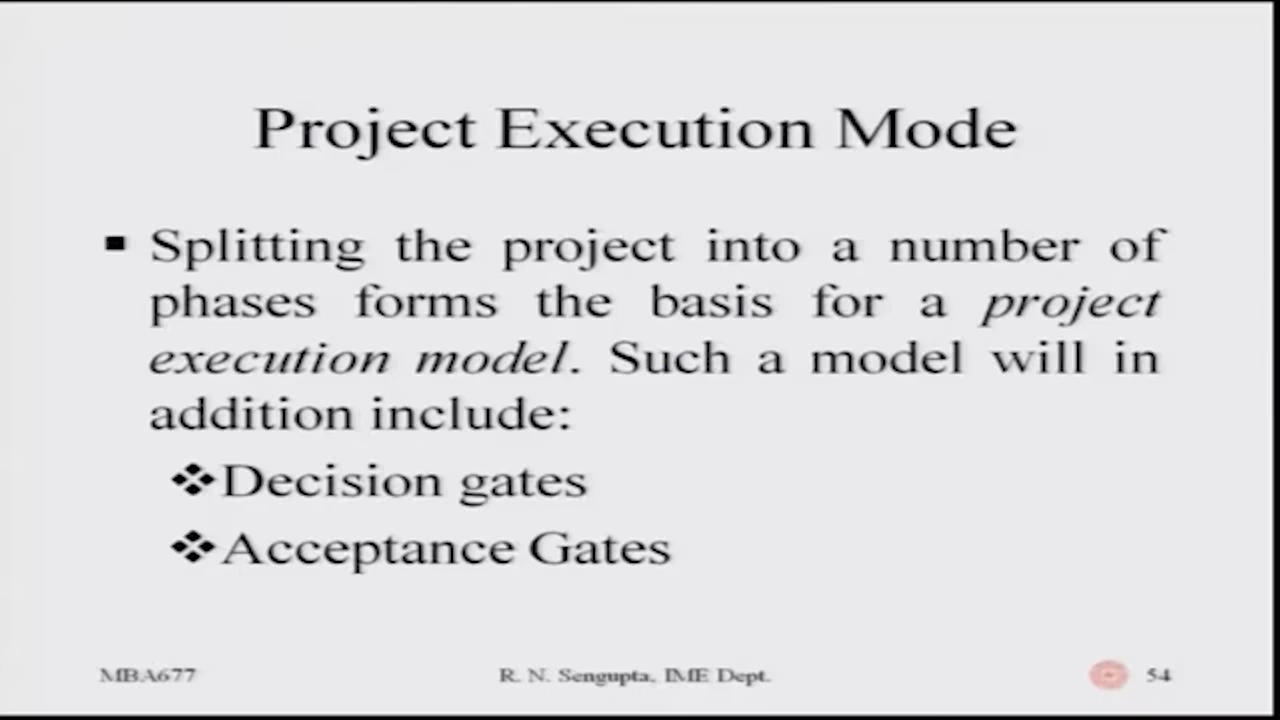 Project Execution Mode
▪ Splitting the project into a number of
phases forms the basis for a project
execution model. Such a model will in
addition include:
❖Decision gates
❖Acceptance Gates
MBA677 R. N. Sengupta, IME Dept. 54